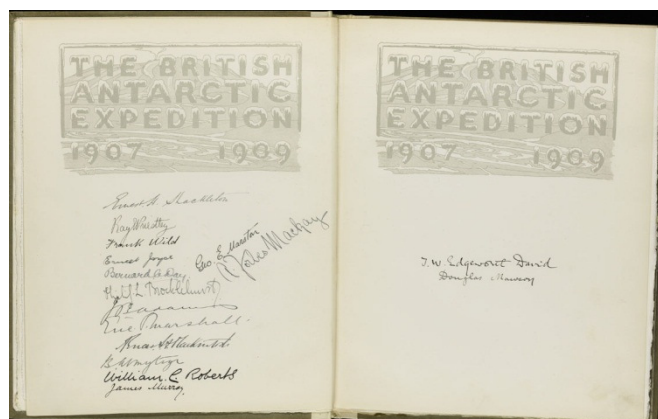 THE BRITISH
ANTARCTIC
EXPEDITION
1907 1909
Ernest H. Shackleton
Raymond Priestley
Frank Wild
Ernest Joyce
Bernard C. Day
Geo. E. Marston
Mackay
Brocklehurst
Eric P. Marshall.
William C. Roberts
James Murray
THE BRITISH
ANTARCTIC
EXPEDITION
1907 1909
T. W. Edgeworth David
Douglas Mawson